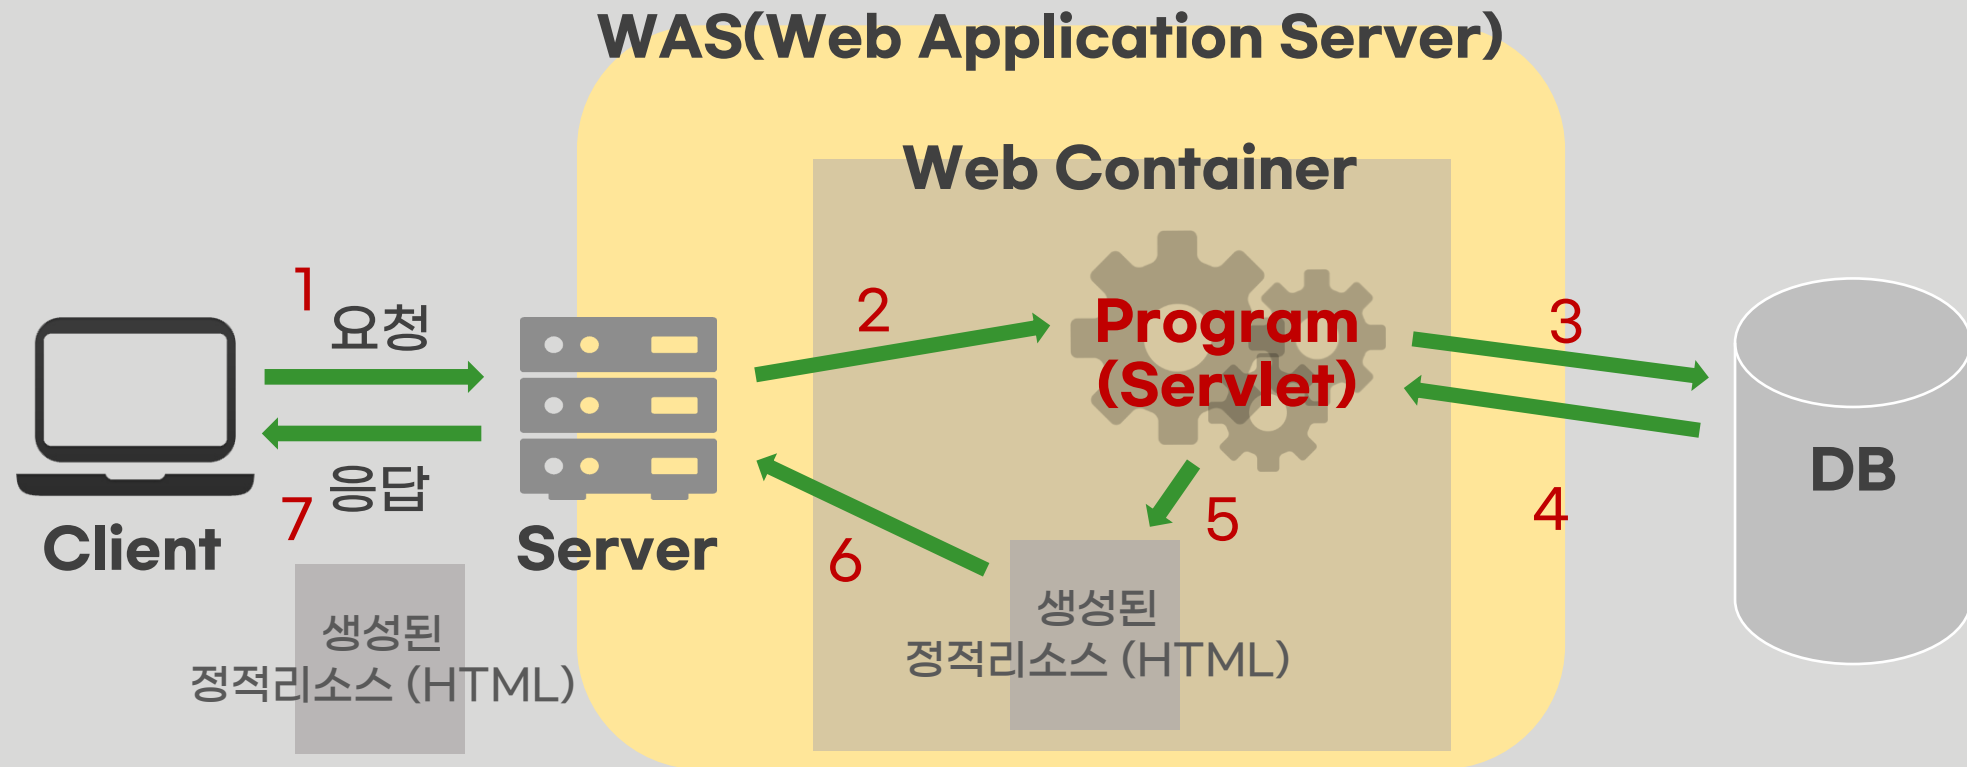 WAS(Web Application Server)
Web Container
1
요청
2
Program
(Servlet)
3
DB
4
5
6
응답
7
Client
Server
생성된
정적리소스 (HTML)
생성된
정적리소스 (HTML)